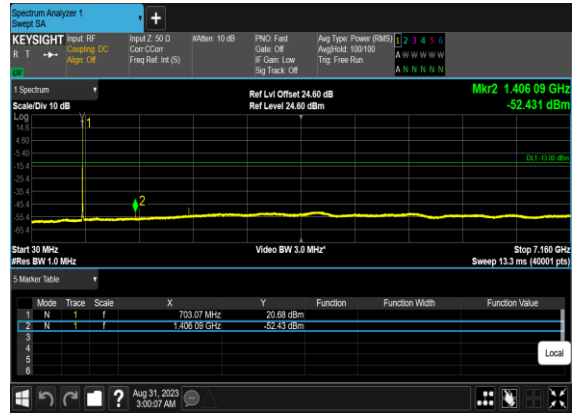 Spectrum Analyzer 1
Swept SA
KEYSIGHT
R T
LW
Input: RF
Coupling: DC
Align: Off
Input Z: 50 Ω
Corr CCorr
Freq Ref: Int (S)
#Atten: 10 dB
PNO: Fast
Gate: Off
IF Gain: Low
Sig Track: Off
Avg Type: Power (RMS)
Avg|Hold: 100/100
Trig: Free Run
1 2 3 4 5 6
A W W W W W
A N N N N N
1 Spectrum
Scale/Div 10 dB
Ref Lvl Offset 24.60 dB
Ref Level 24.60 dBm
Mkr2 1.406 09 GHz
-52.431 dBm
Log
14.6
4.60
-5.40
-15.4
-25.4
-35.4
-45.4
-55.4
-65.4
1
2
DL1 -13.00 dBm
Start 30 MHz
#Res BW 1.0 MHz
Video BW 3.0 MHz*
Stop 7.160 GHz
Sweep 13.3 ms (40001 pts)
5 Marker Table
Mode Trace Scale X Y Function Function Width Function Value
1 N 1 f 703.07 MHz 20.68 dBm
2 N 1 f 1.406 09 GHz -52.43 dBm
3
4
5
6
Local
?
Aug 31, 2023
3:00:07 AM